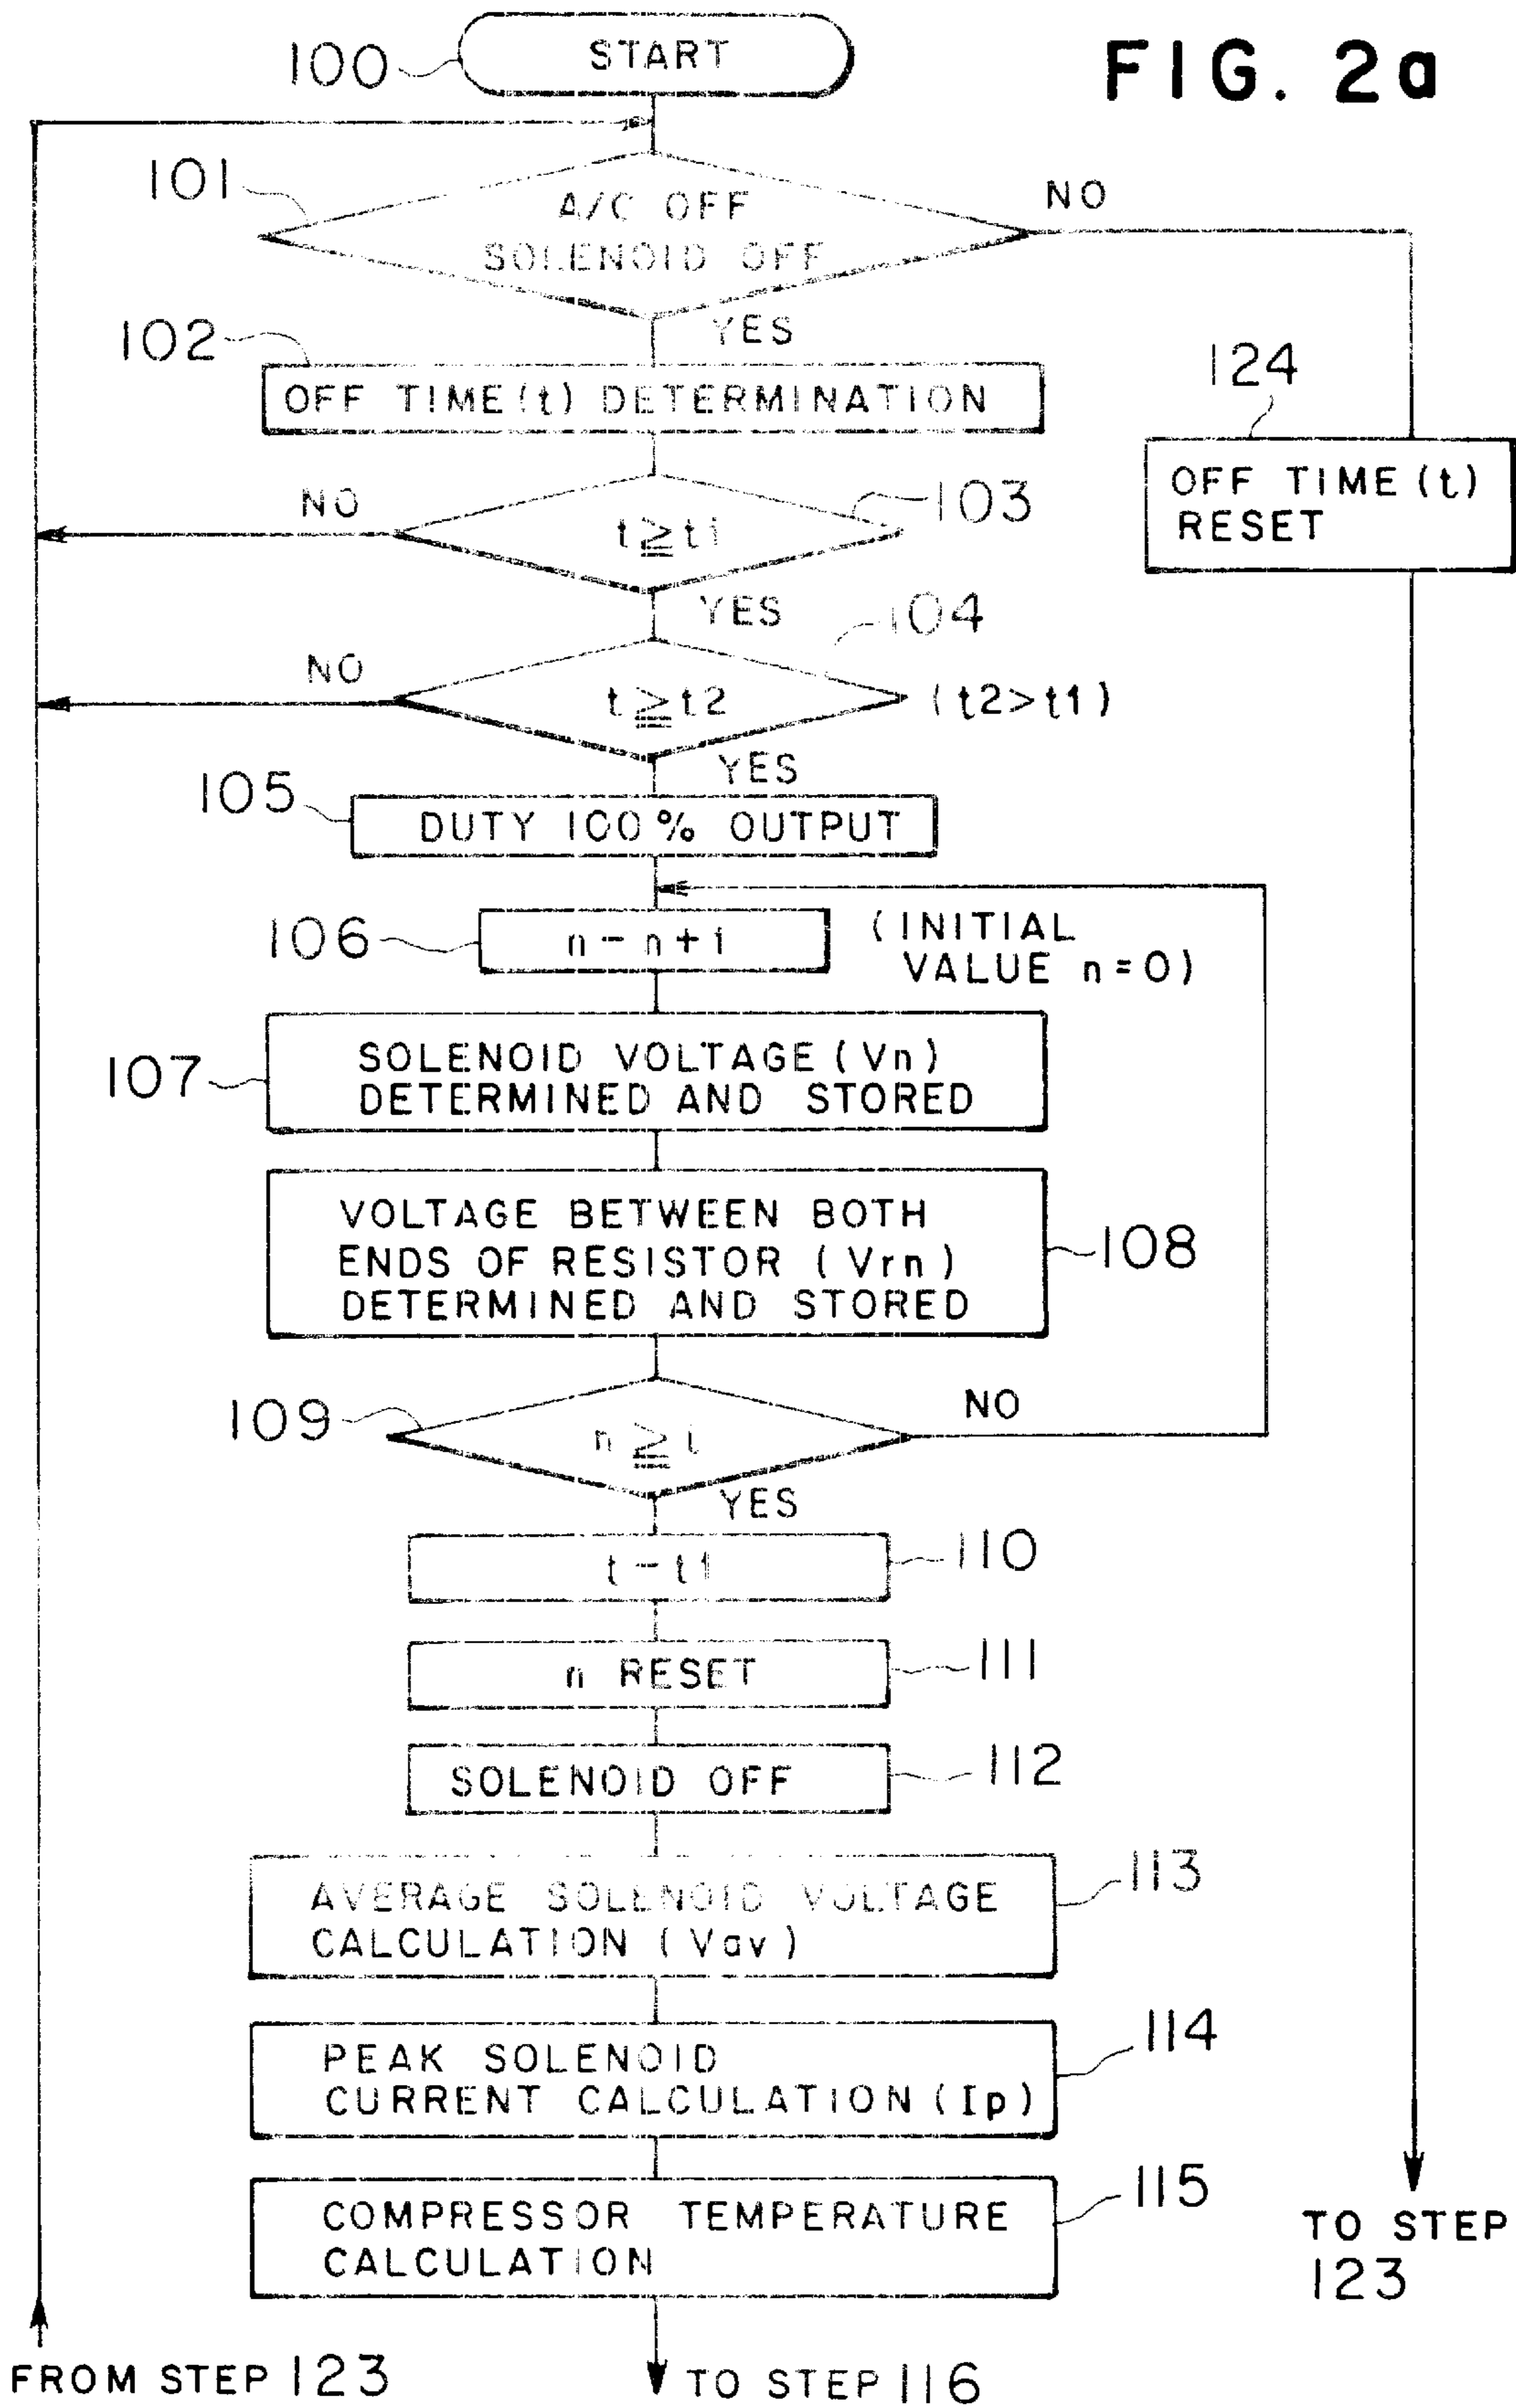 FIG. 2a
100
START
101
A/C OFF
SOLENOID OFF
NO
YES
102
OFF TIME(t) DETERMINATION
124
OFF TIME (t)
RESET
NO
t≧t1
103
YES
104
NO
t≧t2
(t2>t1)
YES
105
DUTY 100% OUTPUT
106
n-n+1
(INITIAL
VALUE n=0)
107
SOLENOID VOLTAGE (Vn)
DETERMINED AND STORED
VOLTAGE BETWEEN BOTH
ENDS OF RESISTOR (Vrn)
DETERMINED AND STORED
108
109
n≧i
NO
YES
t-t1
110
n RESET
111
SOLENOID OFF
112
AVERAGE SOLENOID VOLTAGE
CALCULATION (Vav)
113
PEAK SOLENOID
CURRENT CALCULATION (Ip)
114
COMPRESSOR TEMPERATURE
CALCULATION
115
TO STEP
123
FROM STEP 123
TO STEP 116